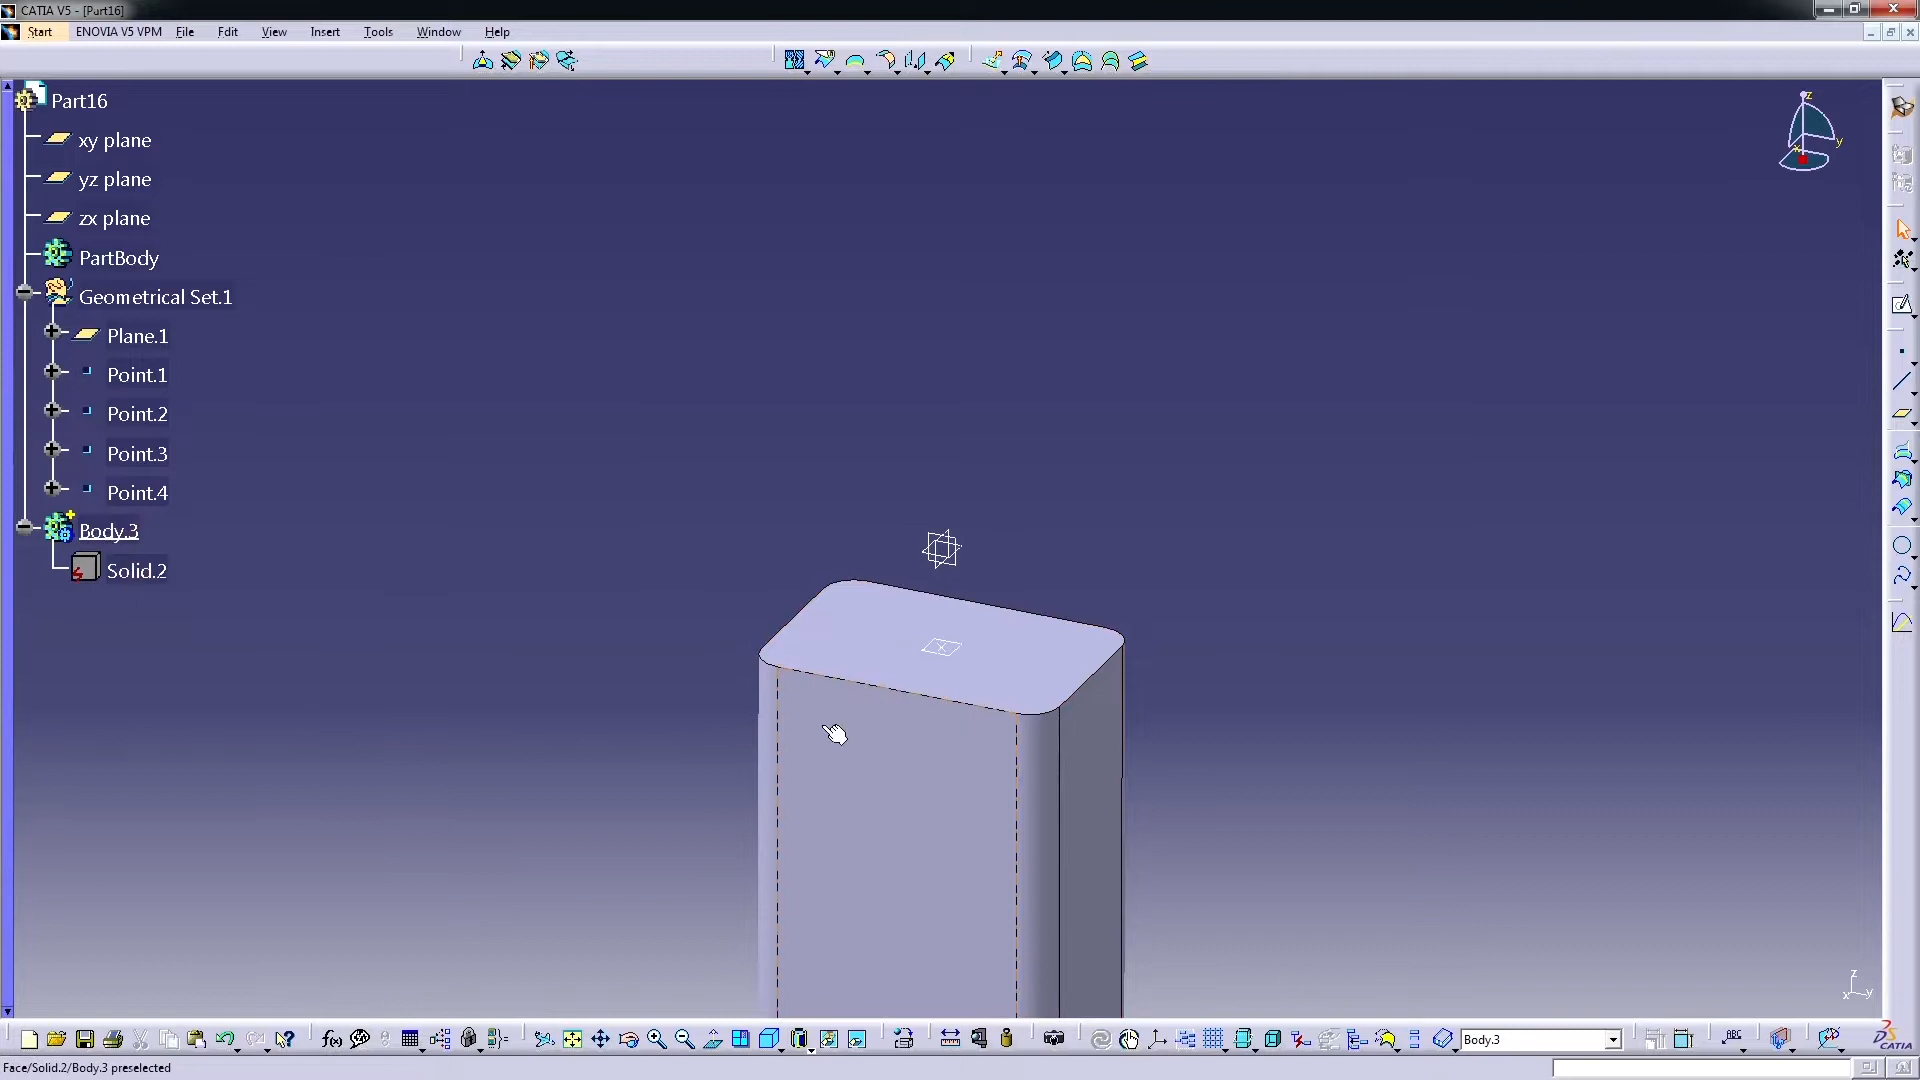 CATIA V5 - [Part16]
Start ENOVIA V5 VPM File Edit View Insert Tools Window Help
Part16
xy plane
yz plane
zx plane
PartBody
Geometrical Set.1
Plane.1
Point.1
Point.2
Point.3
Point.4
Body.3
Solid.2
z
y
x
z
x y
f(x)
Body.3
ABC
CATIA
Face/Solid.2/Body.3 preselected